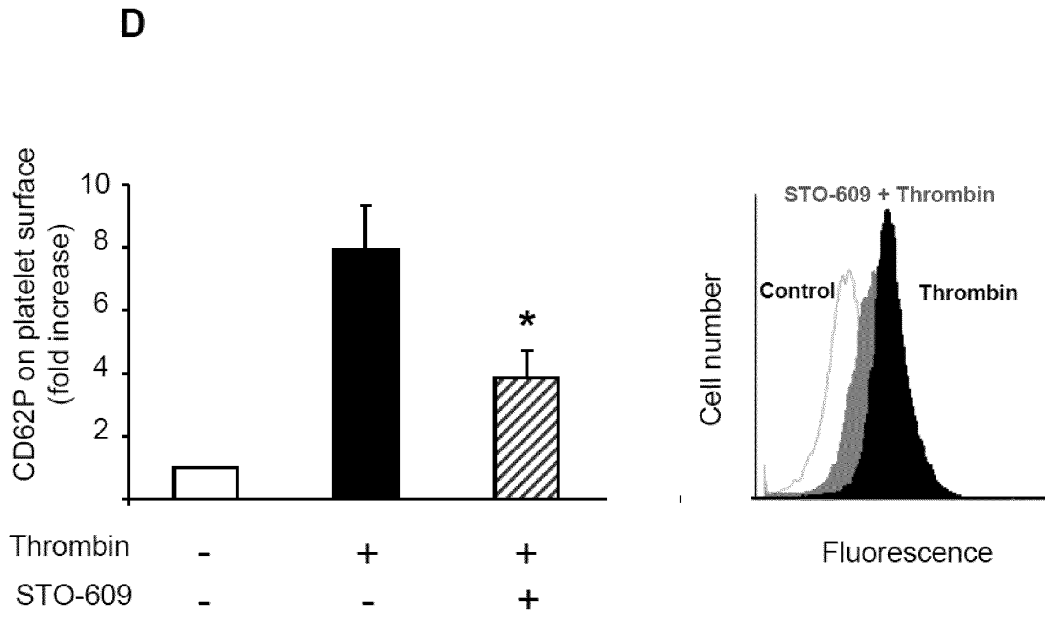 D
CD62P on platelet surface
(fold increase)
10
8
6
4
2
*
Thrombin - + +
STO-609 - - +
STO-609 + Thrombin
Control
Thrombin
Cell number
Fluorescence